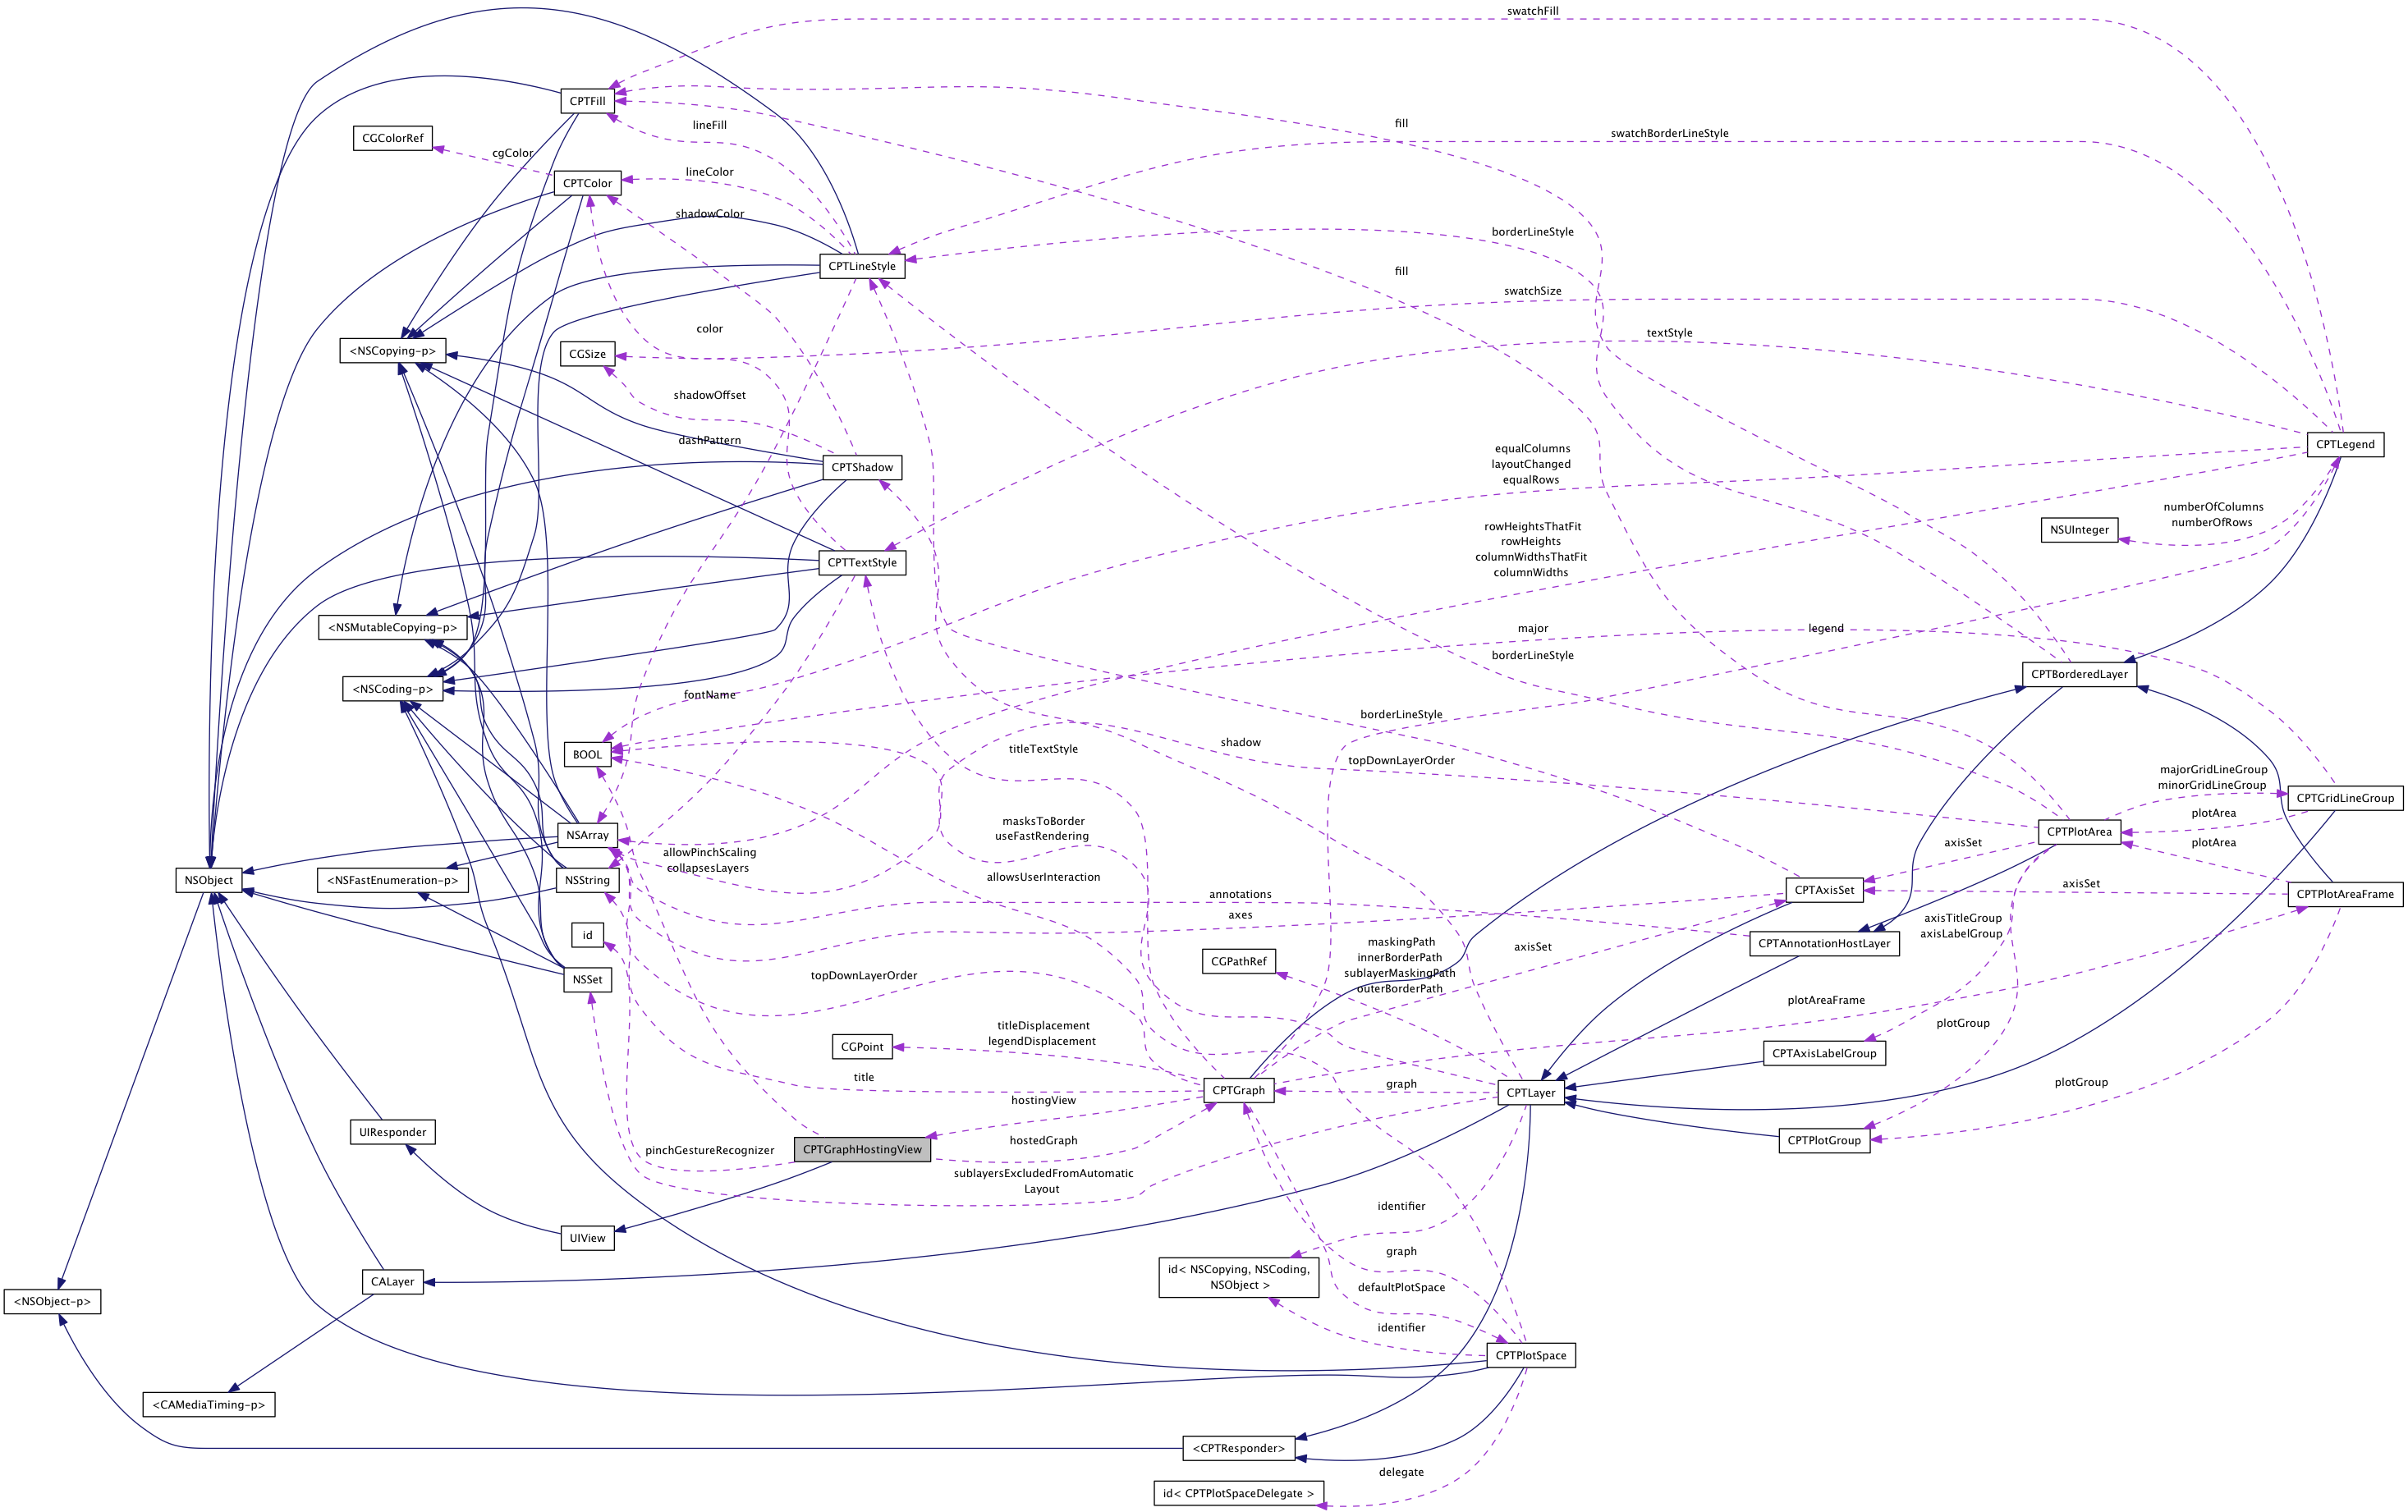 swatchFill
CPTFill
fill
lineFill
swatchBorderLineStyle
CGColorRef
cgColor
lineColor
CPTColor
shadowColor
borderLineStyle
CPTLineStyle
fill
swatchSize
color
textStyle
<NSCopying-p>
CGSize
shadowOffset
dashPattern
CPTLegend
equalColumns
layoutChanged
equalRows
CPTShadow
numberOfColumns
numberOfRows
NSUInteger
rowHeightsThatFit
rowHeights
columnWidthsThatFit
columnWidths
CPTTextStyle
<NSMutableCopying-p>
major
legend
borderLineStyle
CPTBorderedLayer
<NSCoding-p>
fontName
borderLineStyle
shadow
titleTextStyle
BOOL
topDownLayerOrder
majorGridLineGroup
minorGridLineGroup
CPTGridLineGroup
plotArea
masksToBorder
useFastRendering
NSArray
CPTPlotArea
axisSet
plotArea
allowPinchScaling
collapsesLayers
allowsUserInteraction
NSObject
<NSFastEnumeration-p>
NSString
CPTAxisSet
axisSet
CPTPlotAreaFrame
annotations
axes
axisTitleGroup
axisLabelGroup
id
axisSet
CPTAnnotationHostLayer
maskingPath
innerBorderPath
sublayerMaskingPath
outerBorderPath
CGPathRef
topDownLayerOrder
NSSet
plotAreaFrame
titleDisplacement
legendDisplacement
plotGroup
CGPoint
CPTAxisLabelGroup
title
CPTGraph
graph
CPTLayer
plotGroup
hostingView
UIResponder
hostedGraph
CPTPlotGroup
pinchGestureRecognizer
CPTGraphHostingView
sublayersExcludedFromAutomatic
Layout
identifier
UIView
graph
id< NSCopying, NSCoding,
NSObject >
CALayer
defaultPlotSpace
<NSObject-p>
identifier
CPTPlotSpace
<CAMediaTiming-p>
<CPTResponder>
delegate
id< CPTPlotSpaceDelegate >